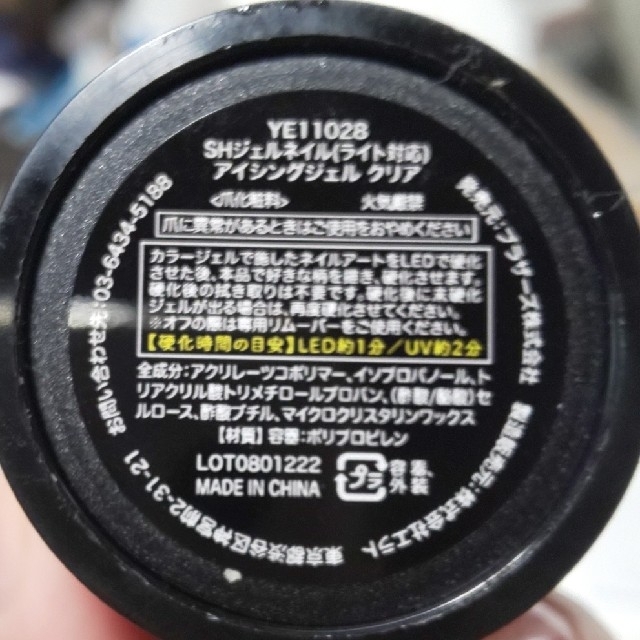 YE11028
SHジェルネイル(ライト対応)
アイシングジェル クリア
<爪化粧料> 火気厳禁
爪に異常があるときはご使用をおやめください
カラージェルで施したネイルアートをLEDで硬化
させた後、本品で好きな柄を描き、硬化させます。
硬化後の拭き取りは不要です。硬化後に未硬化
ジェルが出る場合は、再度硬化させてください。
※オフの際は専用リムーバーをご使用ください。
【硬化時間の目安】LED約1分/UV約2分
全成分:アクリレーツコポリマー、イソプロパノール、ト
リアクリル酸トリメチロールプロパン、(酢酸/酪酸)セ
ルロース、酢酸ブチル、マイクロクリスタリンワックス
【材質】容器:ポリプロピレン
LOT0801222
MADE IN CHINA
プラ
容器、
外装
発売元:ブラザーズ株式会社
製造販売元:株式会社エラト
東京都渋谷区神宮前2-31-21
お問い合わせ先:03-6434-5188